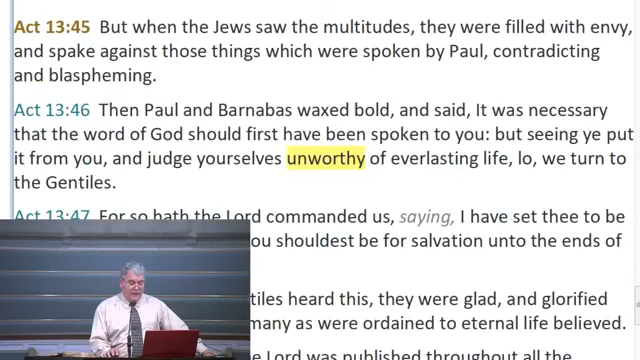 Act 13:45 But when the Jews saw the multitudes, they were filled with envy,
and spake against those things which were spoken by Paul, contradicting
and blaspheming.
Act 13:46 Then Paul and Barnabas waxed bold, and said, It was necessary
that the word of God should first have been spoken to you: but seeing ye put
it from you, and judge yourselves unworthy of everlasting life, lo, we turn to
the Gentiles.
Act 13:47 For so hath the Lord commanded us, saying, I have set thee to be
ou shouldest be for salvation unto the ends of
tiles heard this, they were glad, and glorified
many as were ordained to eternal life believed.
e Lord was published throughout all the